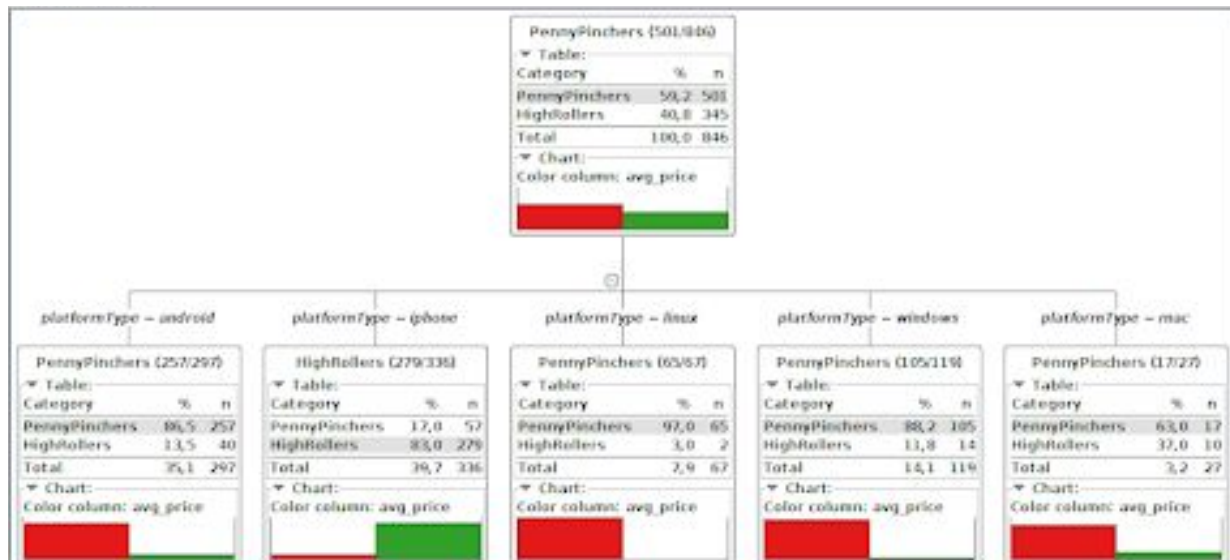 PennyPinchers (501/846)
Table:
Category % n
PennyPinchers 59,2 501
HighRollers 40,8 345
Total 100,0 846
Chart:
Color column: avg_price
platformType = android
platformType = iphone
platformType = linux
platformType = windows
platformType = mac
PennyPinchers (257/297)
Table:
Category % n
PennyPinchers 86,5 257
HighRollers 13,5 40
Total 35,1 297
Chart:
Color column: avg_price
HighRollers (279/336)
Table:
Category % n
PennyPinchers 17,0 57
HighRollers 83,0 279
Total 39,7 336
Chart:
Color column: avg_price
PennyPinchers (65/67)
Table:
Category % n
PennyPinchers 97,0 65
HighRollers 3,0 2
Total 7,9 67
Chart:
Color column: avg_price
PennyPinchers (105/119)
Table:
Category % n
PennyPinchers 88,2 105
HighRollers 11,8 14
Total 14,1 119
Chart:
Color column: avg_price
PennyPinchers (17/27)
Table:
Category % n
PennyPinchers 63,0 17
HighRollers 37,0 10
Total 3,2 27
Chart:
Color column: avg_price